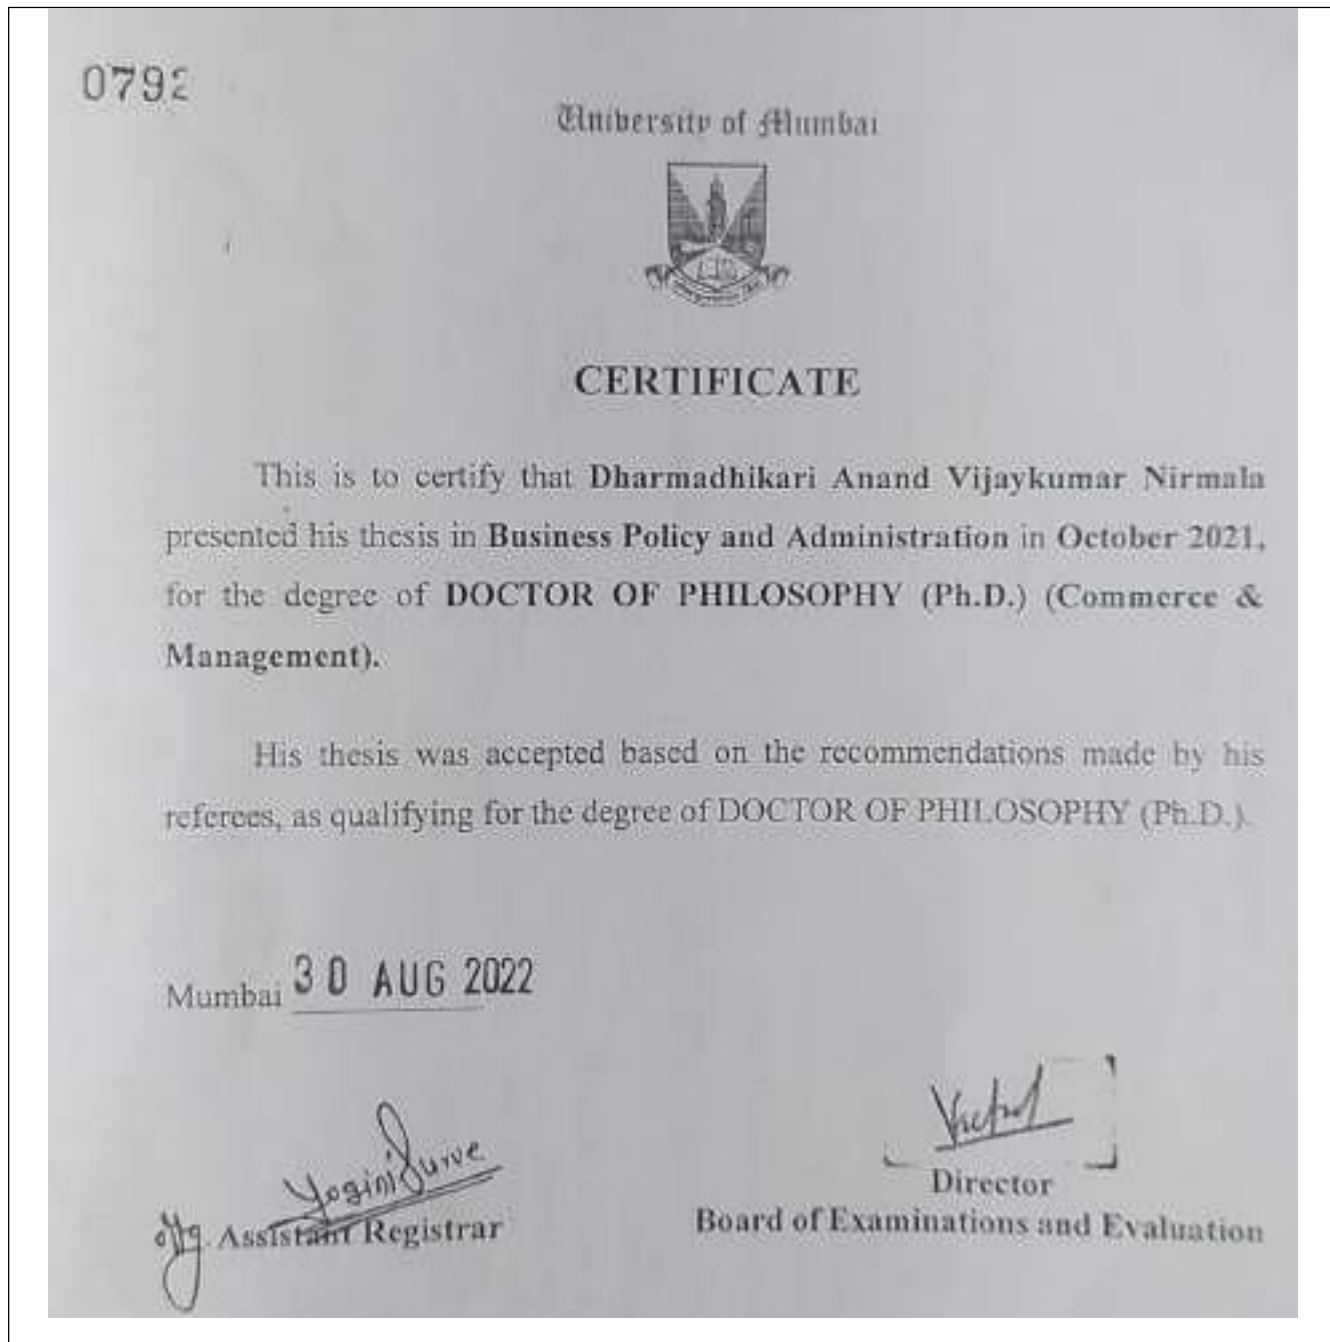 0792
University of Mumbai
CERTIFICATE
This is to certify that Dharmadhikari Anand Vijaykumar Nirmala
presented his thesis in Business Policy and Administration in October 2021,
for the degree of DOCTOR OF PHILOSOPHY (Ph.D.) (Commerce &
Management).
His thesis was accepted based on the recommendations made by his
referees, as qualifying for the degree of DOCTOR OF PHILOSOPHY (Ph.D.).
Mumbai 30 AUG 2022
Yogini Surve
Assistant Registrar
Director
Board of Examinations and Evaluation